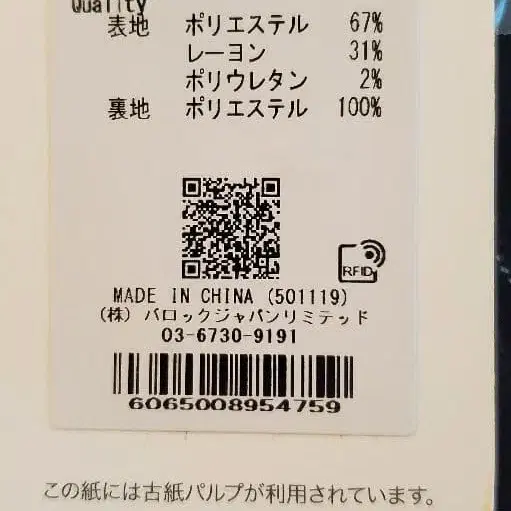 Quality
表地 ポリエステル 67%
レーヨン 31%
ポリウレタン 2%
裏地 ポリエステル 100%
RFID
MADE IN CHINA (501119)
(株) バロックジャパンリミテッド
03-6730-9191
6065008954759
この紙には古紙パルプが利用されています。